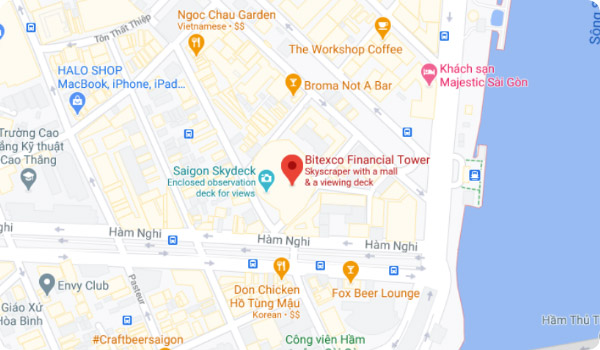 Ngoc Chau Garden
Vietnamese • $$
Tôn Thất Thiệp
The Workshop Coffee
HALO SHOP
MacBook, iPhone, iPad...
Khách sạn
Majestic Sài Gòn
Broma Not A Bar
Sông
Trường Cao
ẳng Kỹ thuật
Cao Thắng
Saigon Skydeck
Enclosed observation
deck for views
Bitexco Financial Tower
Skyscraper with a mall
& a viewing deck
Hàm Nghi
Hàm Nghi
Hàm Nghi
Envy Club
Pasteur
Don Chicken
Hồ Tùng Mậu
Korean • $$
Fox Beer Lounge
Giáo Xứ
Hòa Bình
#Craftbeersaigon
Công viên Hầm
Hầm Thủ T